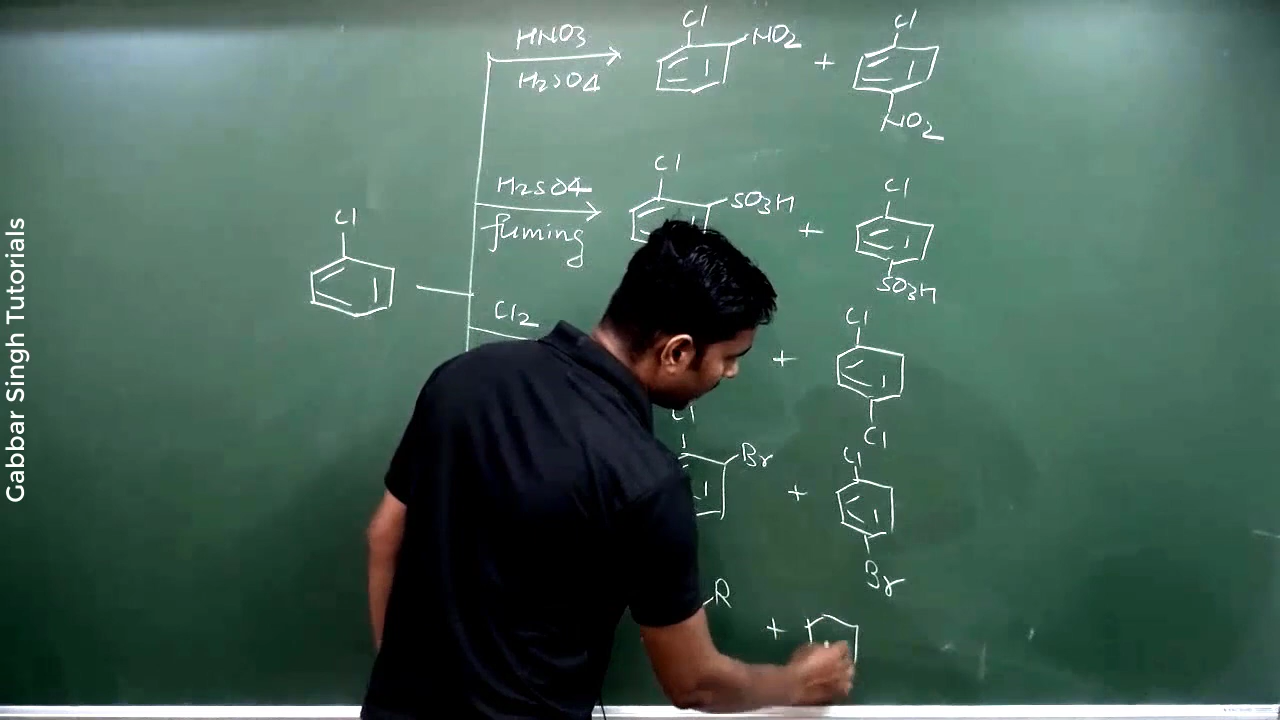 Gabbar Singh Tutorials
Cl
HNO3
H2SO4
Cl
NO2
+
Cl
NO2
H2SO4
fuming
Cl
SO3H
+
Cl
SO3H
Cl2
+
Cl
Cl
Cl
Br
+
Cl
Br
R
+